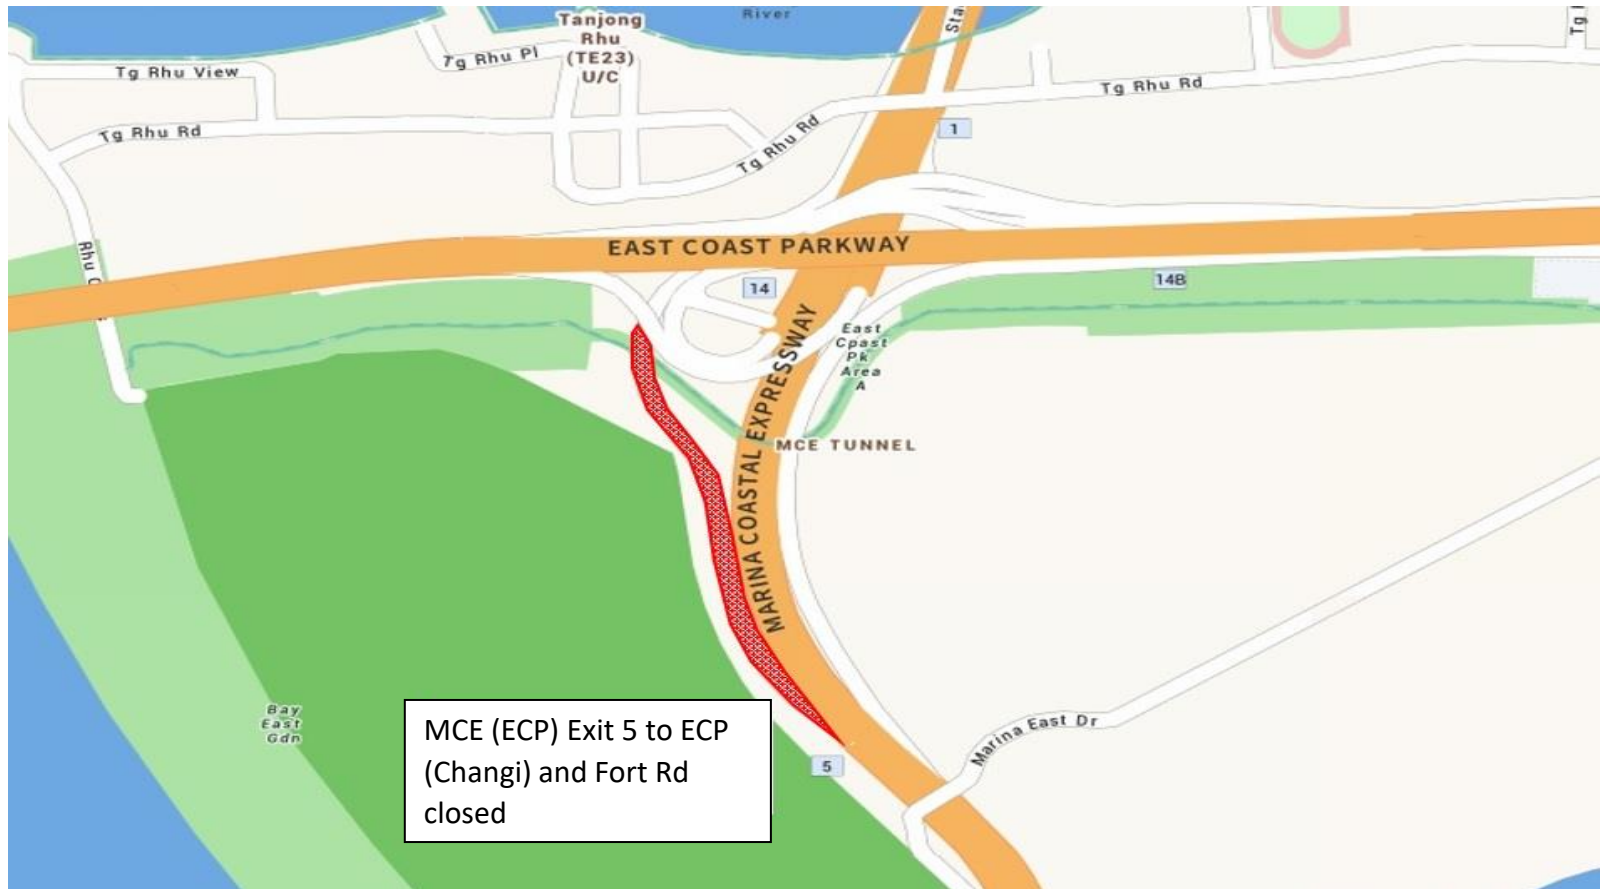 River
Tanjong
Rhu
(TE23)
U/C
Sta
Tg Rhu Pl
Tg Rhu View
Tg Rhu Rd
Tg Rhu Rd
Tg Rhu Rd
1
Rhu C
EAST COAST PARKWAY
14
14B
East
Cpast
Pk
Area
A
MARINA COASTAL EXPRESSWAY
MCE TUNNEL
Bay
East
Gdn
MCE (ECP) Exit 5 to ECP
(Changi) and Fort Rd
closed
5
Marina East Dr